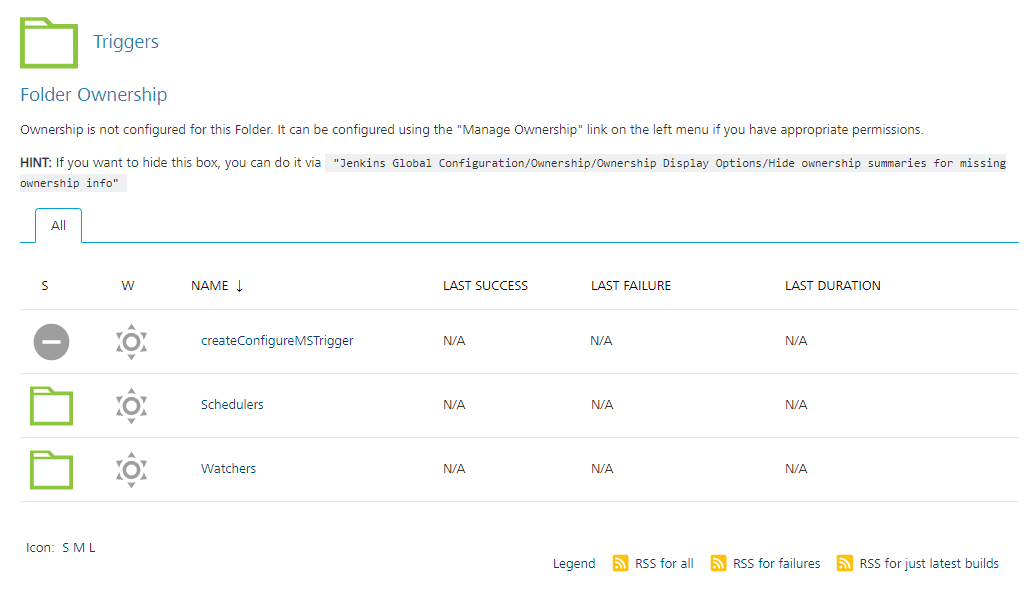 Triggers
Folder Ownership
Ownership is not configured for this Folder. It can be configured using the "Manage Ownership" link on the left menu if you have appropriate permissions.
HINT: If you want to hide this box, you can do it via "Jenkins Global Configuration/Ownership/Ownership Display Options/Hide ownership summaries for missing
ownership info"
All
S W NAME ↓ LAST SUCCESS LAST FAILURE LAST DURATION
createConfigureMSTrigger N/A N/A N/A
Schedulers N/A N/A N/A
Watchers N/A N/A N/A
Icon: S M L
Legend RSS for all RSS for failures RSS for just latest builds